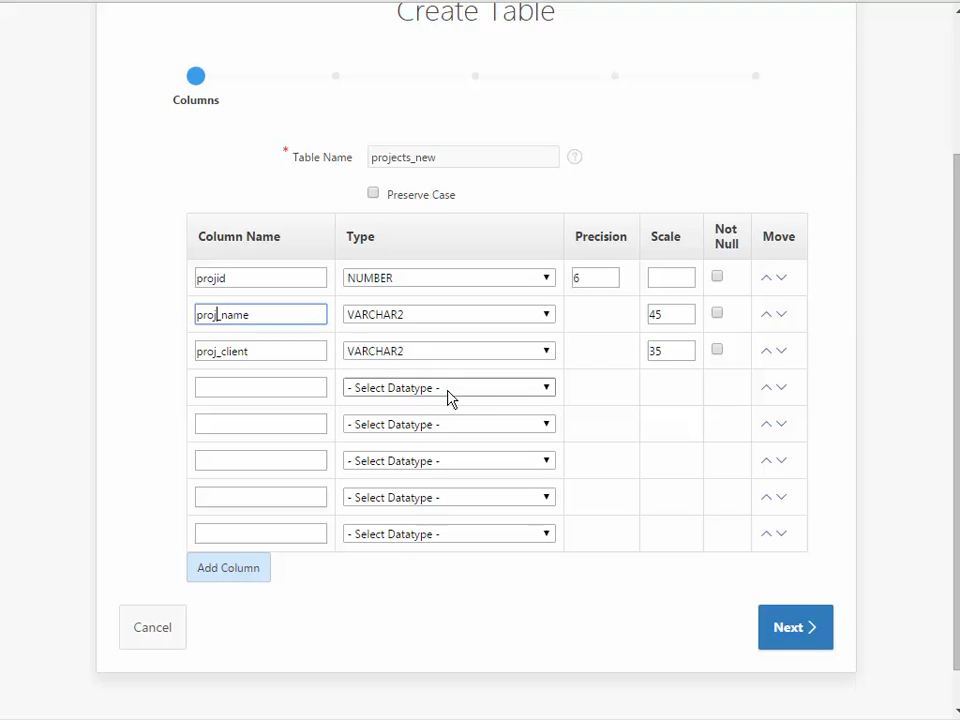 Create Table
Columns
* Table Name projects_new ?
Preserve Case
Column Name Type Precision Scale Not Null Move
projid NUMBER 6
proj_name VARCHAR2 45
proj_client VARCHAR2 35
- Select Datatype -
- Select Datatype -
- Select Datatype -
- Select Datatype -
- Select Datatype -
Add Column
Cancel Next